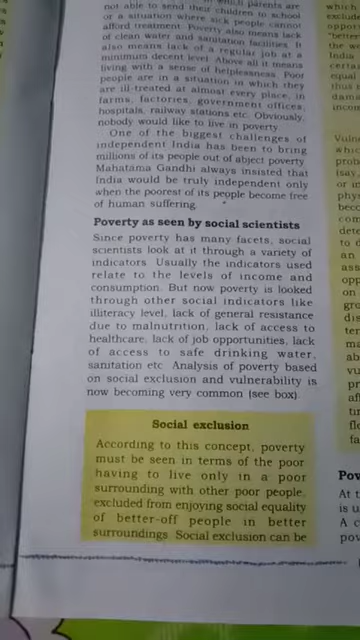 which parents are
not able to send their children to school
or a situation where sick people cannot
afford treatment. Poverty also means lack
of clean water and sanitation facilities. It
also means lack of a regular job at a
minimum decent level. Above all it means
living with a sense of helplessness. Poor
people are in a situation in which they
are ill-treated at almost every place, in
farms, factories, government offices,
hospitals, railway stations etc. Obviously,
nobody would like to live in poverty.
One of the biggest challenges of
independent India has been to bring
millions of its people out of abject poverty.
Mahatama Gandhi always insisted that
India would be truly independent only
when the poorest of its people become free
of human suffering.
Poverty as seen by social scientists
Since poverty has many facets, social
scientists look at it through a variety of
indicators. Usually the indicators used
relate to the levels of income and
consumption. But now poverty is looked
through other social indicators like
illiteracy level, lack of general resistance
due to malnutrition, lack of access to
healthcare, lack of job opportunities, lack
of access to safe drinking water,
sanitation etc. Analysis of poverty based
on social exclusion and vulnerability is
now becoming very common (see box).
Social exclusion
According to this concept, poverty
must be seen in terms of the poor
having to live only in a poor
surrounding with other poor people,
excluded from enjoying social equality
of better-off people in better
surroundings. Social exclusion can be
which
"better
the
India
equal
thus